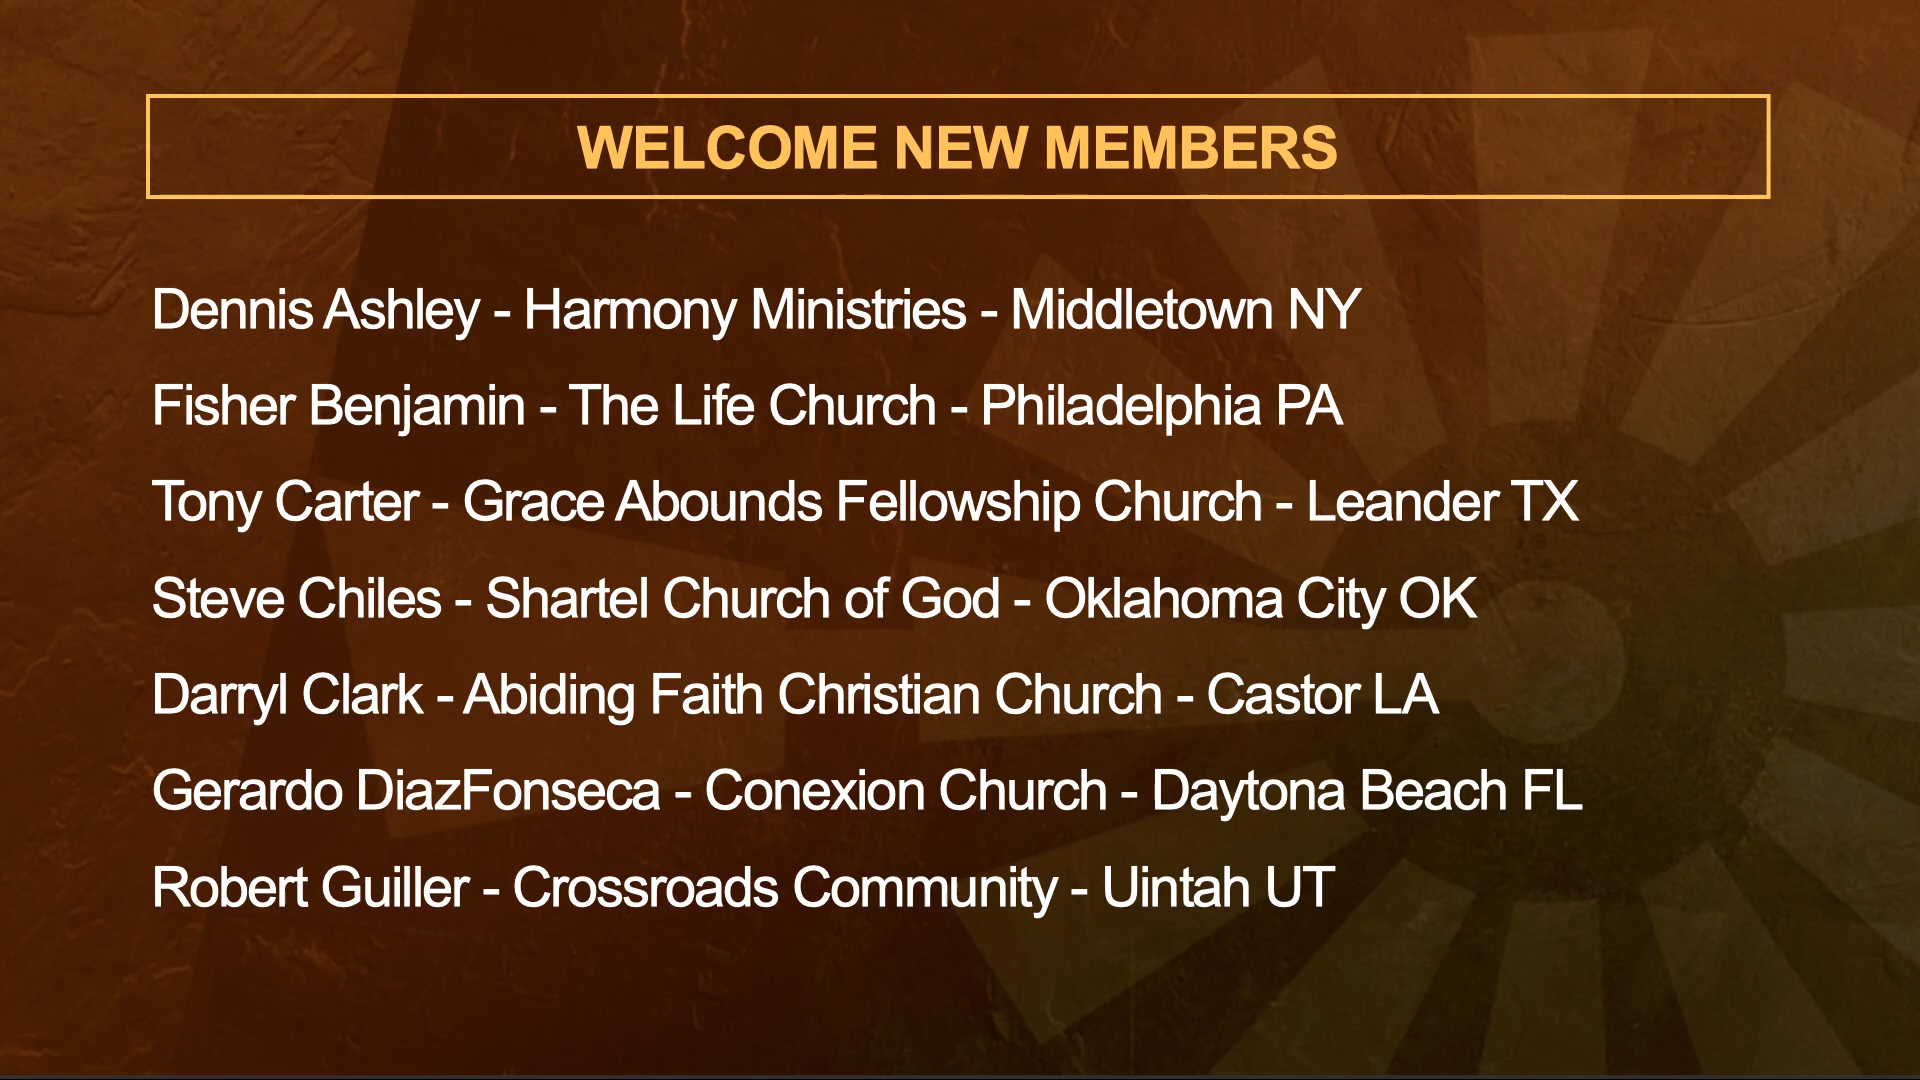 WELCOME NEW MEMBERS
Dennis Ashley - Harmony Ministries - Middletown NY
Fisher Benjamin - The Life Church - Philadelphia PA
Tony Carter - Grace Abounds Fellowship Church - Leander TX
Steve Chiles - Shartel Church of God - Oklahoma City OK
Darryl Clark - Abiding Faith Christian Church - Castor LA
Gerardo DiazFonseca - Conexion Church - Daytona Beach FL
Robert Guiller - Crossroads Community - Uintah UT